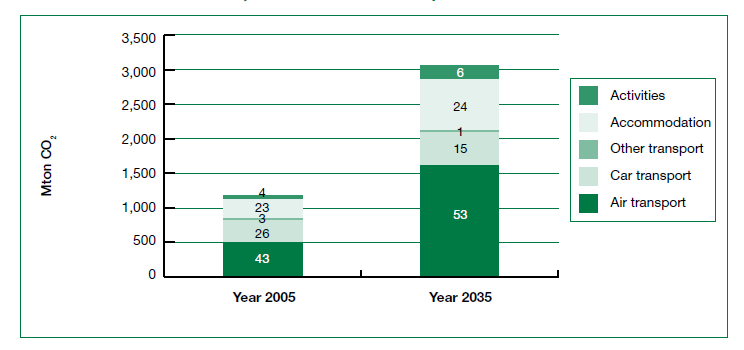 3,500
3,000
2,500
2,000
1,500
1,000
500
0
Mton CO₂
4
23
3
26
43
6
24
1
15
53
Year 2005
Year 2035
Activities
Accommodation
Other transport
Car transport
Air transport